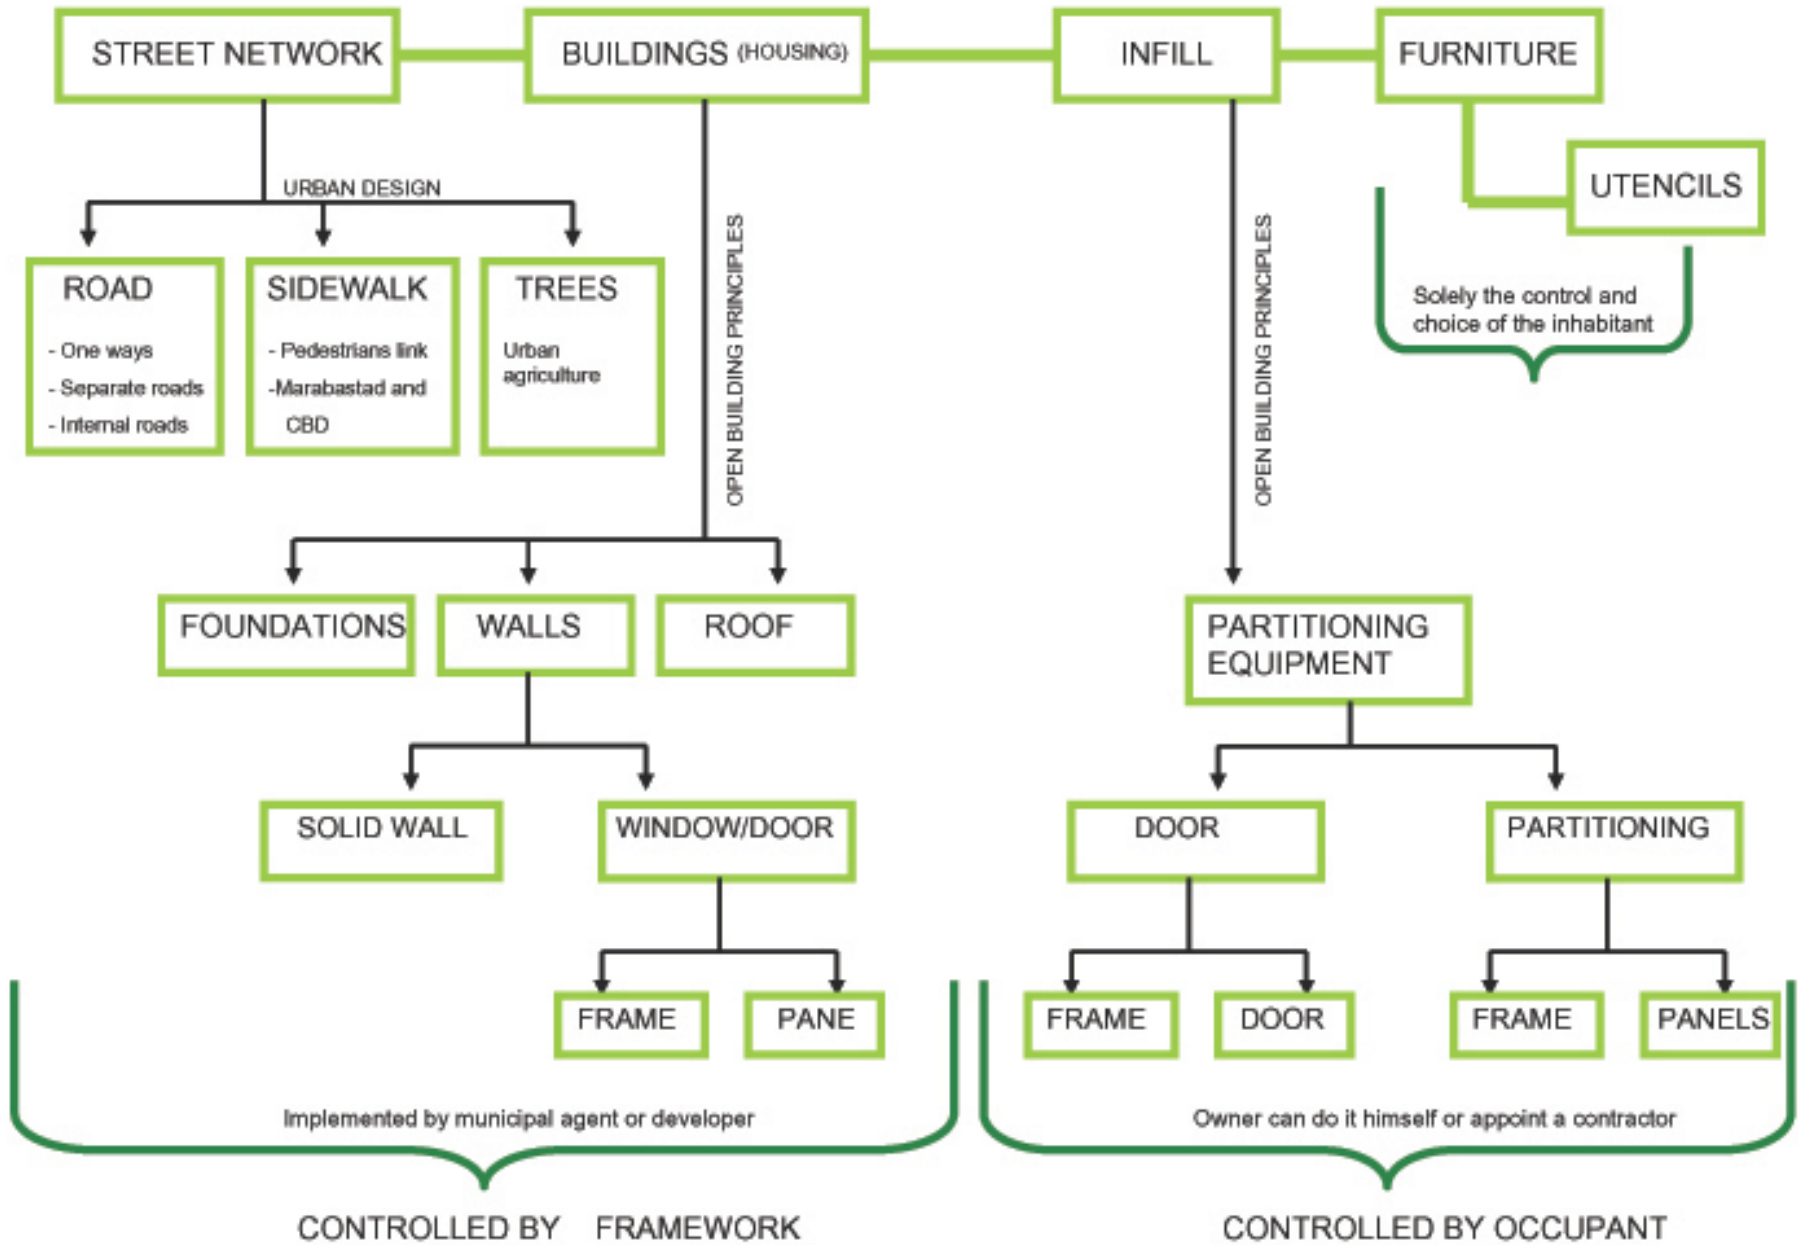 STREET NETWORK
BUILDINGS (HOUSING)
INFILL
FURNITURE
UTENCILS
URBAN DESIGN
ROAD
- One ways
- Separate roads
- Internal roads
SIDEWALK
- Pedestrians link
-Marabastad and
CBD
TREES
Urban
agriculture
OPEN BUILDING PRINCIPLES
OPEN BUILDING PRINCIPLES
Solely the control and
choice of the inhabitant
FOUNDATIONS
WALLS
ROOF
PARTITIONING
EQUIPMENT
SOLID WALL
WINDOW/DOOR
DOOR
PARTITIONING
FRAME
PANE
FRAME
DOOR
FRAME
PANELS
Implemented by municipal agent or developer
Owner can do it himself or appoint a contractor
CONTROLLED BY FRAMEWORK
CONTROLLED BY OCCUPANT